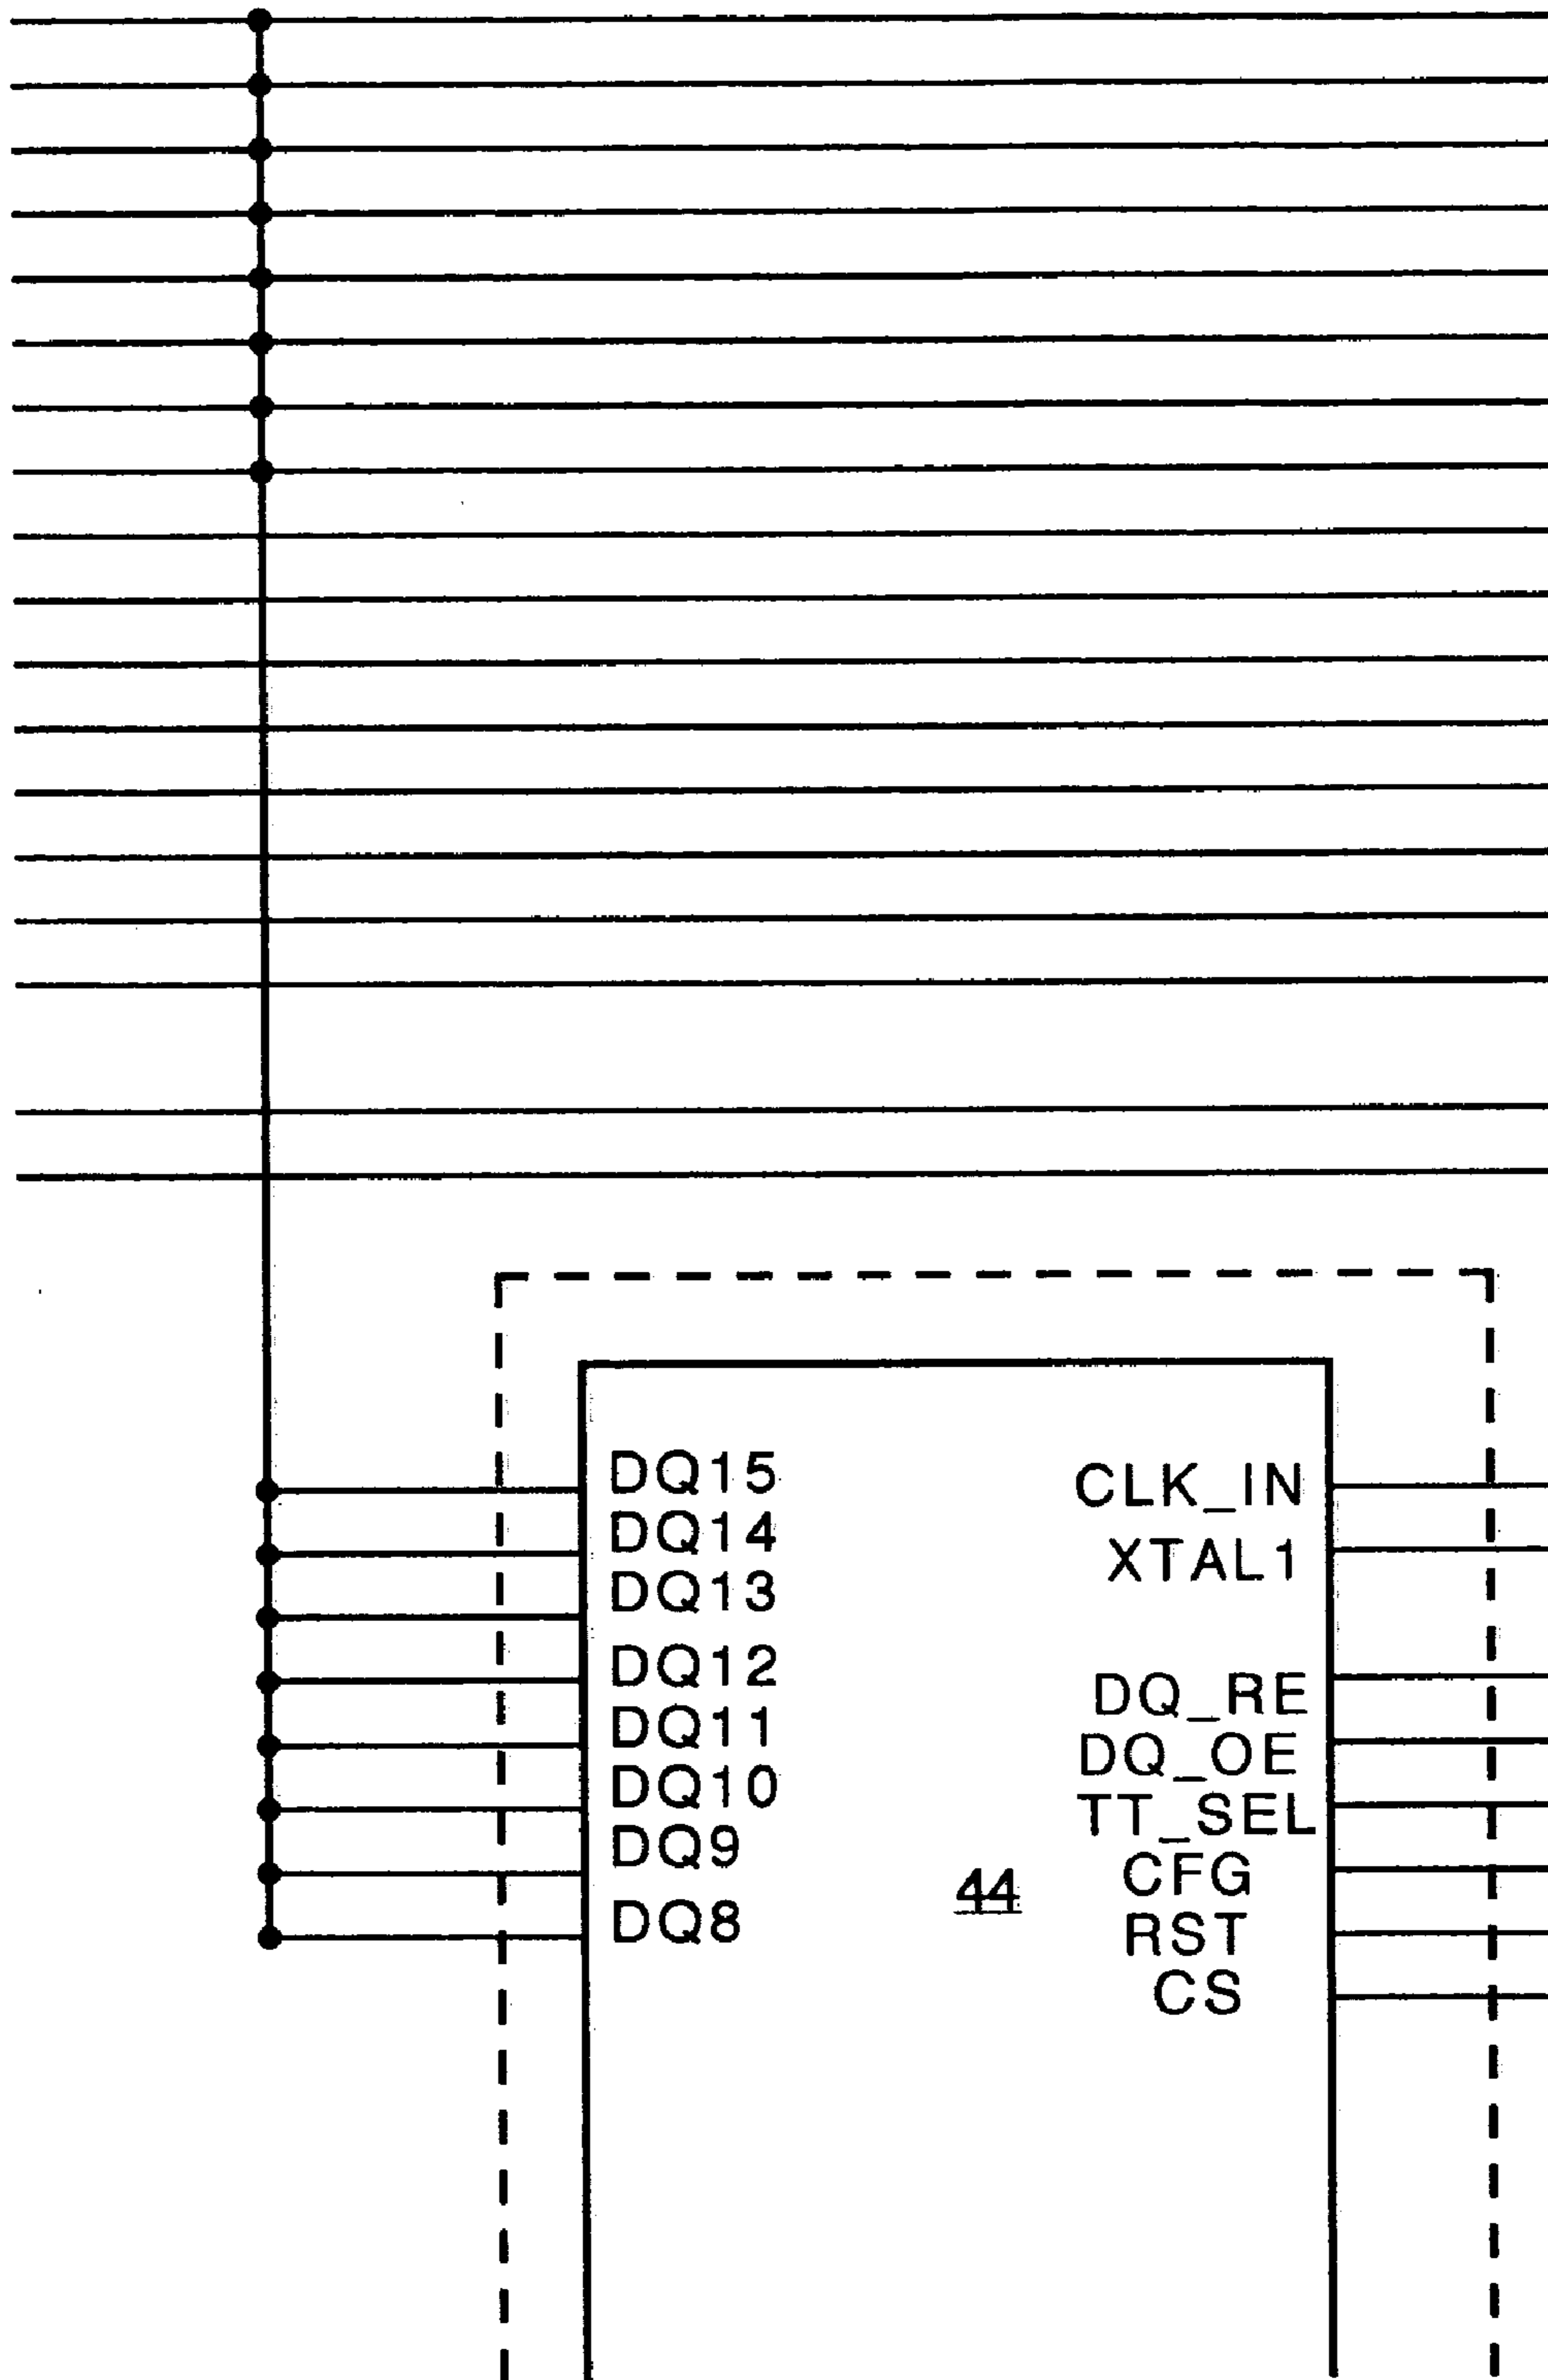 DQ15
DQ14
DQ13
DQ12
DQ11
DQ10
DQ9
DQ8
44
CLK_IN
XTAL1
DQ_RE
DQ_OE
TT_SEL
CFG
RST
CS